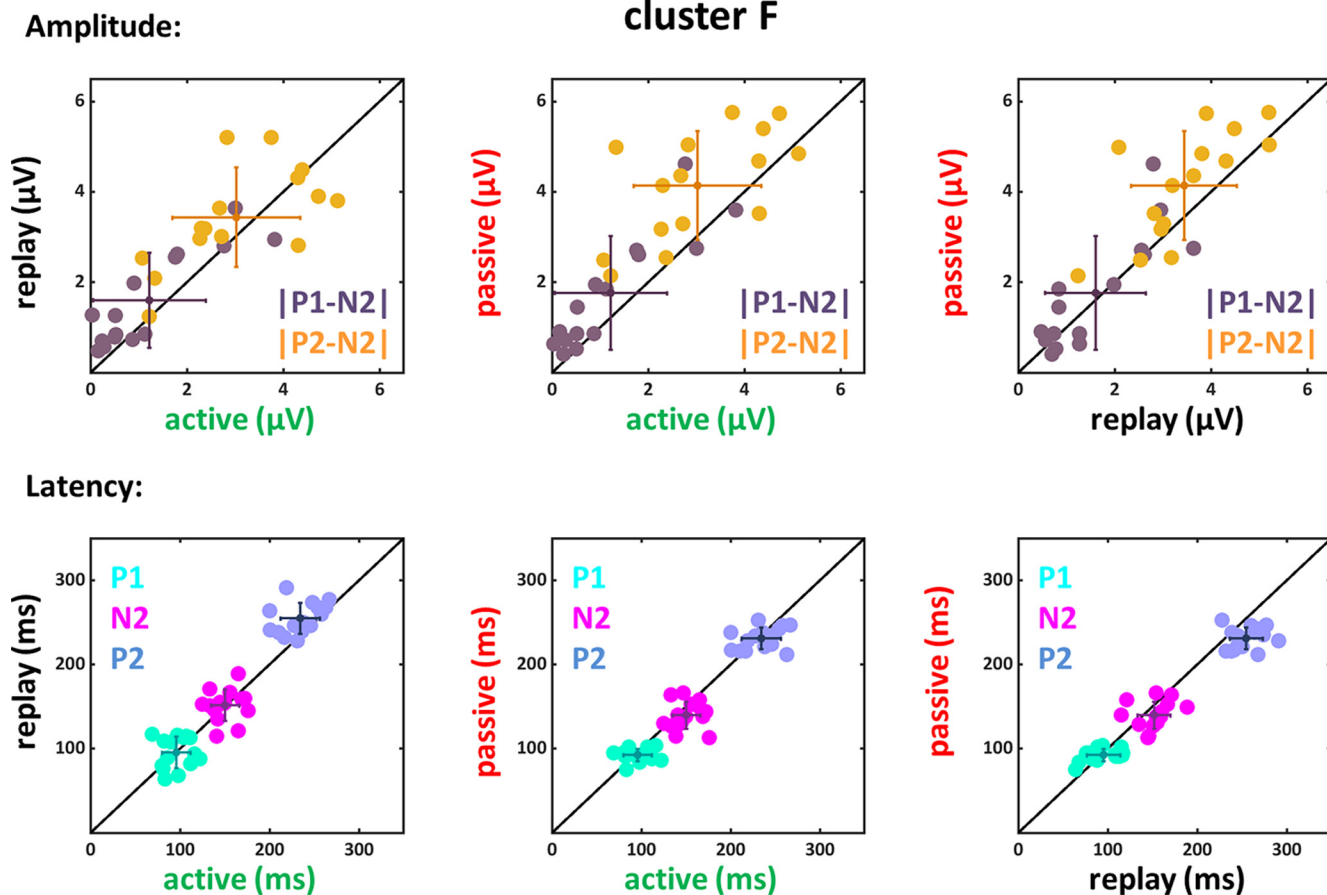 cluster F
Amplitude:
replay (µV)
6
4
2
0 2 4 6
active (µV)
|P1-N2|
|P2-N2|
passive (µV)
6
4
2
0 2 4 6
active (µV)
|P1-N2|
|P2-N2|
passive (µV)
6
4
2
0 2 4 6
replay (µV)
|P1-N2|
|P2-N2|
Latency:
replay (ms)
300
200
100
0 100 200 300
active (ms)
P1
N2
P2
passive (ms)
300
200
100
0 100 200 300
active (ms)
P1
N2
P2
passive (ms)
300
200
100
0 100 200 300
replay (ms)
P1
N2
P2